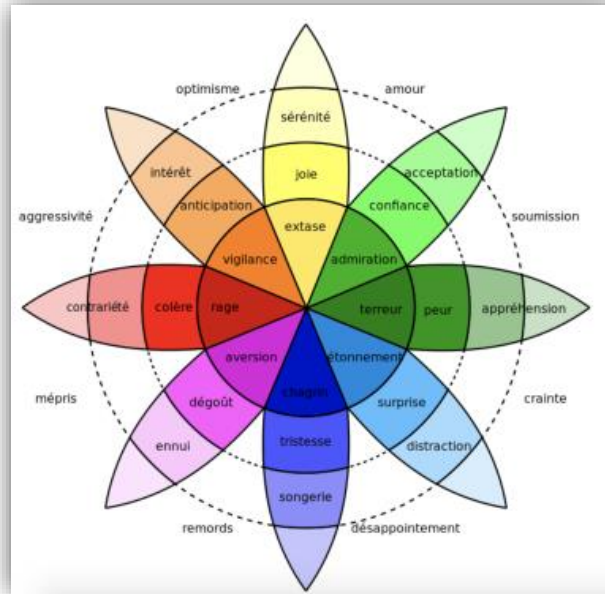 optimisme
amour
sérénité
intérêt
joie
acceptation
anticipation
confiance
aggressivité
soumission
extase
vigilance
admiration
contrariété
colère
rage
terreur
peur
appréhension
aversion
étonnement
mépris
dégoût
chagrin
surprise
crainte
ennui
tristesse
distraction
songerie
remords
désappointement